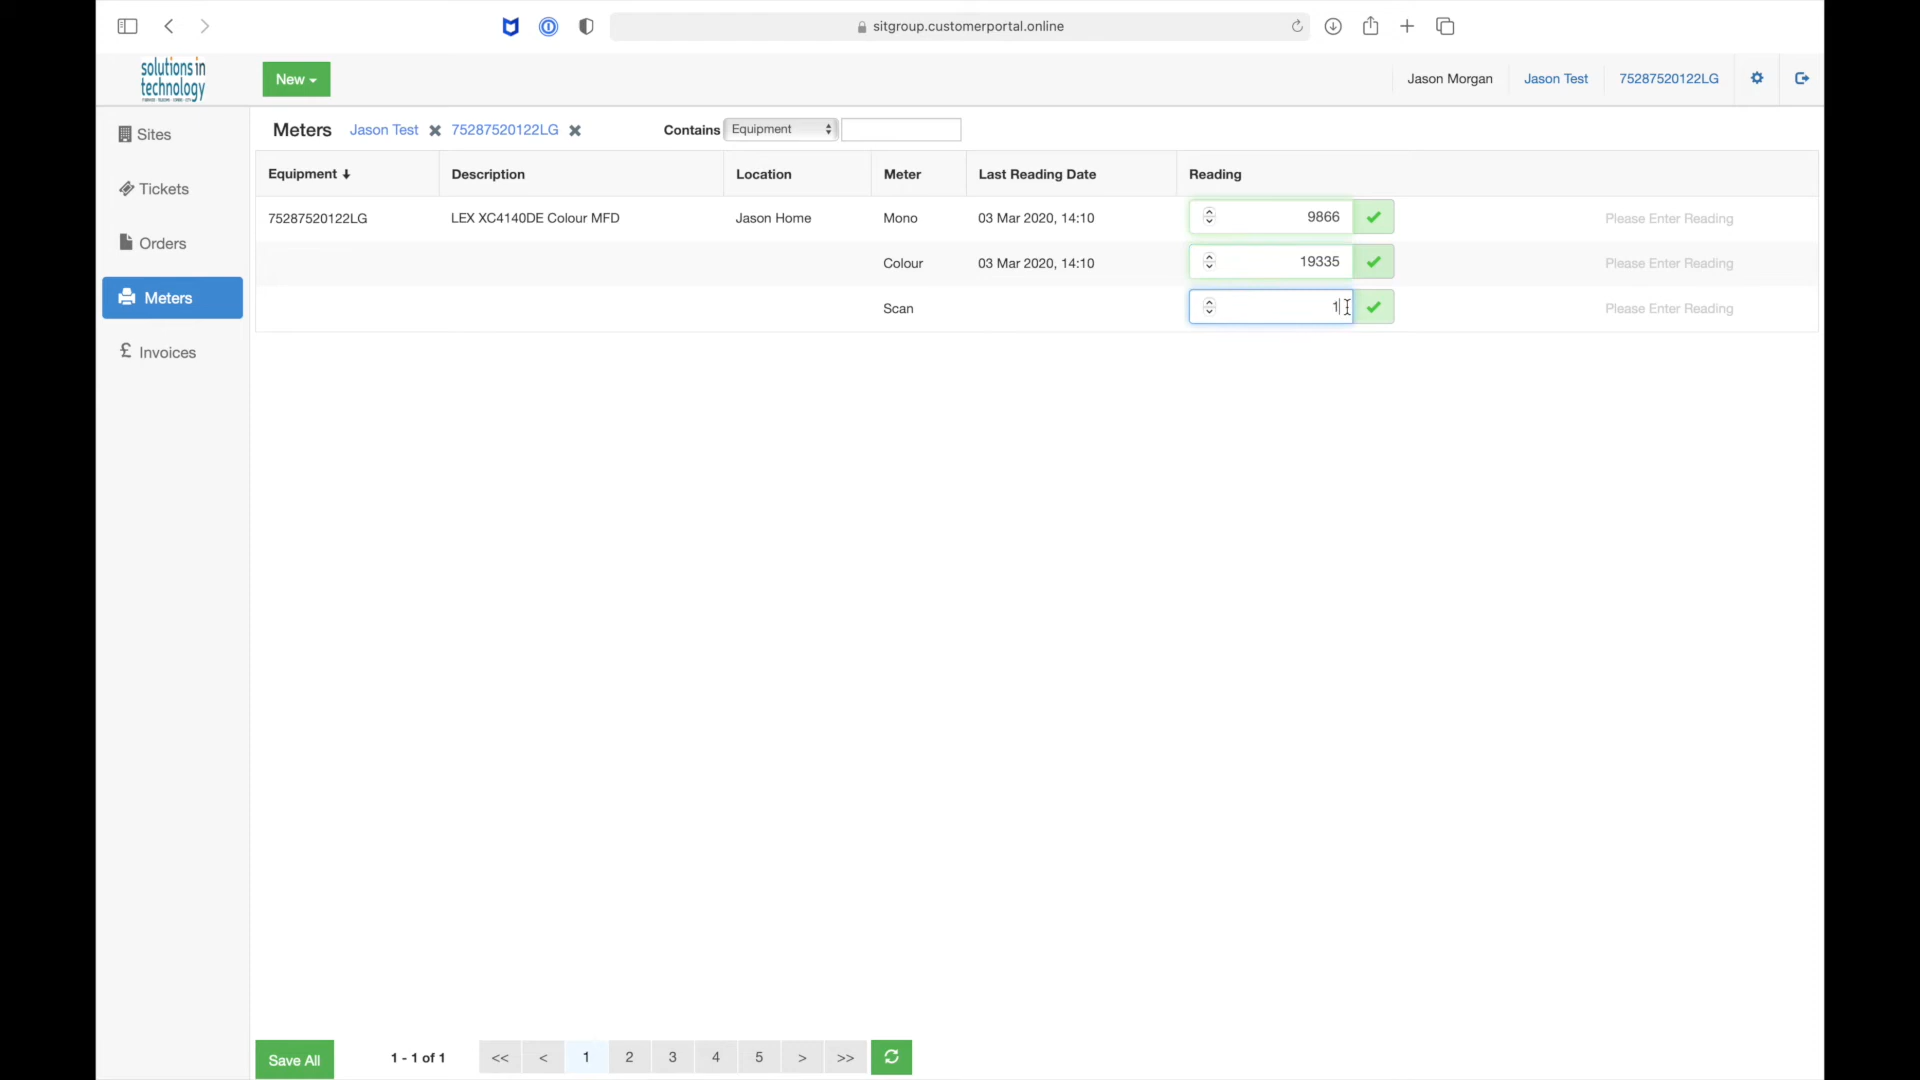 sitgroup.customerportal.online
solutions in
technology
New
Jason Morgan
Jason Test
75287520122LG
Sites
Tickets
Orders
Meters
£ Invoices
Meters Jason Test ✖ 75287520122LG ✖ Contains Equipment
Equipment Description Location Meter Last Reading Date Reading
75287520122LG LEX XC4140DE Colour MFD Jason Home Mono 03 Mar 2020, 14:10 9866 Please Enter Reading
Colour 03 Mar 2020, 14:10 19335 Please Enter Reading
Scan 1 Please Enter Reading
Save All 1 - 1 of 1 << < 1 2 3 4 5 > >>